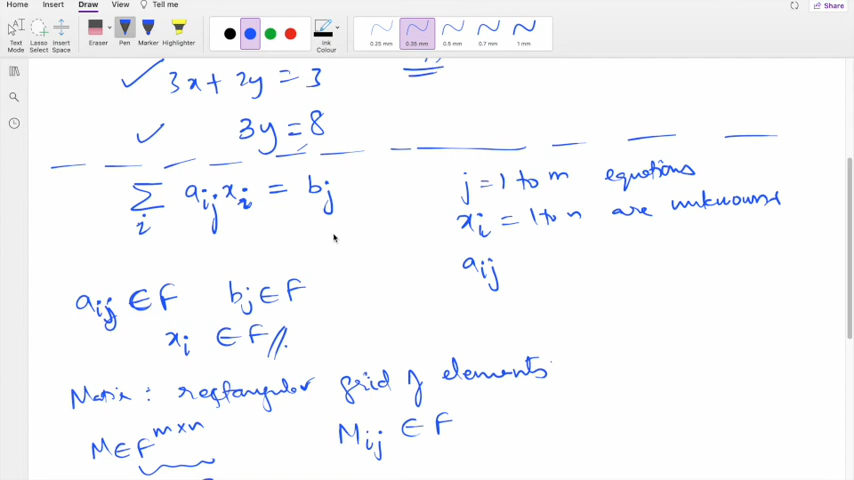 Home Insert Draw View Tell me Share
Text Mode Lasso Select Insert Space Eraser Pen Marker Highlighter Ink Colour 0.25 mm 0.35 mm 0.5 mm 0.7 mm 1 mm
3x + 2y = 3
3y = 8
∑ i aij xi = bj
j = 1 to m equations
xi = 1 to n are unknowns
aij
aij ∈ F bj ∈ F
xi ∈ F //.
Matrix : rectangular grid of elements
M ∈ F^m×n Mij ∈ F